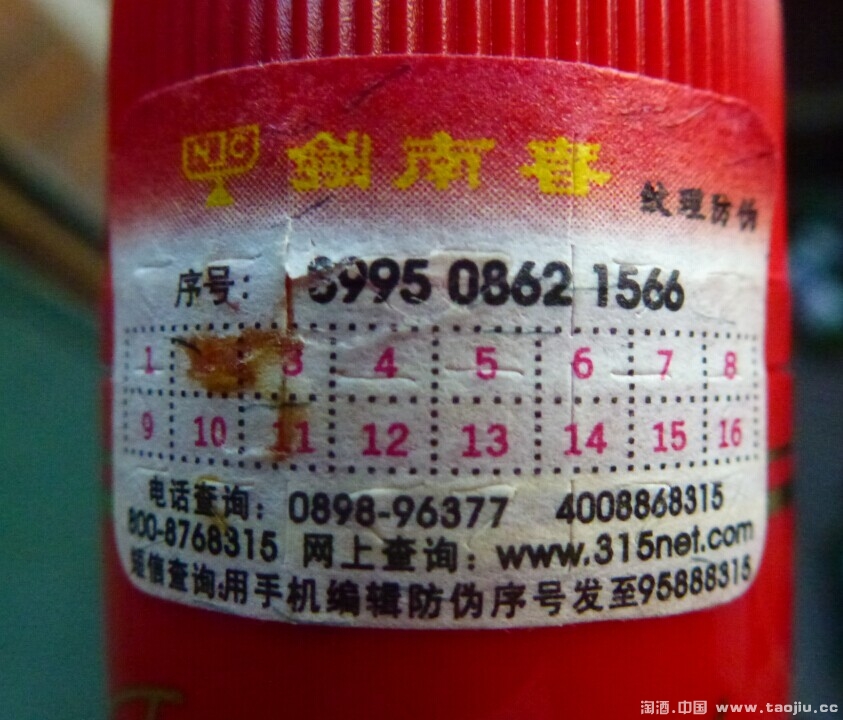 NJC 劍南春
纹理防伪
序号: 8995 0862 1566
1 3 4 5 6 7 8
9 10 11 12 13 14 15 16
电话查询: 0898-96377 4008868315
800-8768315 网上查询: www.315net.com
短信查询:用手机编辑防伪序号发至95888315
淘酒.中国 www.taojiu.cc